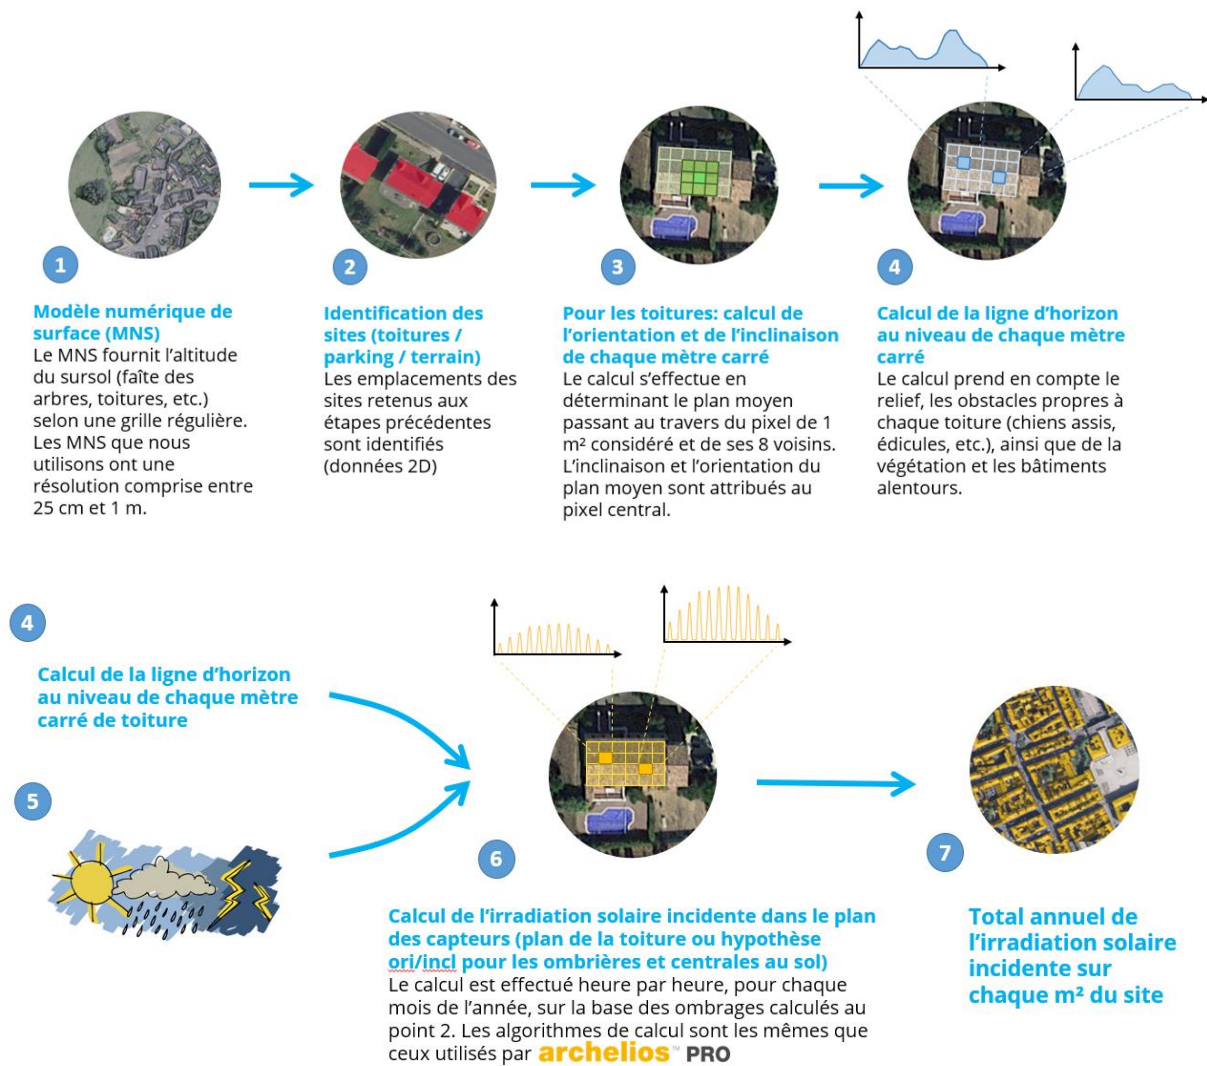 1
Modèle numérique de
surface (MNS)
Le MNS fournit l’altitude
du sursol (faîte des
arbres, toitures, etc.)
selon une grille régulière.
Les MNS que nous
utilisons ont une
résolution comprise entre
25 cm et 1 m.
2
Identification des
sites (toitures /
parking / terrain)
Les emplacements des
sites retenus aux
étapes précédentes
sont identifiés
(données 2D)
3
Pour les toitures: calcul de
l’orientation et de l’inclinaison
de chaque mètre carré
Le calcul s’effectue en
déterminant le plan moyen
passant au travers du pixel de 1
m² considéré et de ses 8 voisins.
L’inclinaison et l’orientation du
plan moyen sont attribués au
pixel central.
4
Calcul de la ligne d’horizon
au niveau de chaque mètre
carré
Le calcul prend en compte le
relief, les obstacles propres à
chaque toiture (chiens assis,
édicules, etc.), ainsi que de la
végétation et les bâtiments
alentours.
4
Calcul de la ligne d’horizon
au niveau de chaque mètre
carré de toiture
5
6
Calcul de l’irradiation solaire incidente dans le plan
des capteurs (plan de la toiture ou hypothèse
ori/incl pour les ombrières et centrales au sol)
Le calcul est effectué heure par heure, pour chaque
mois de l’année, sur la base des ombrages calculés au
point 2. Les algorithmes de calcul sont les mêmes que
ceux utilisés par archelios™ PRO
7
Total annuel de
l’irradiation solaire
incidente sur
chaque m² du site